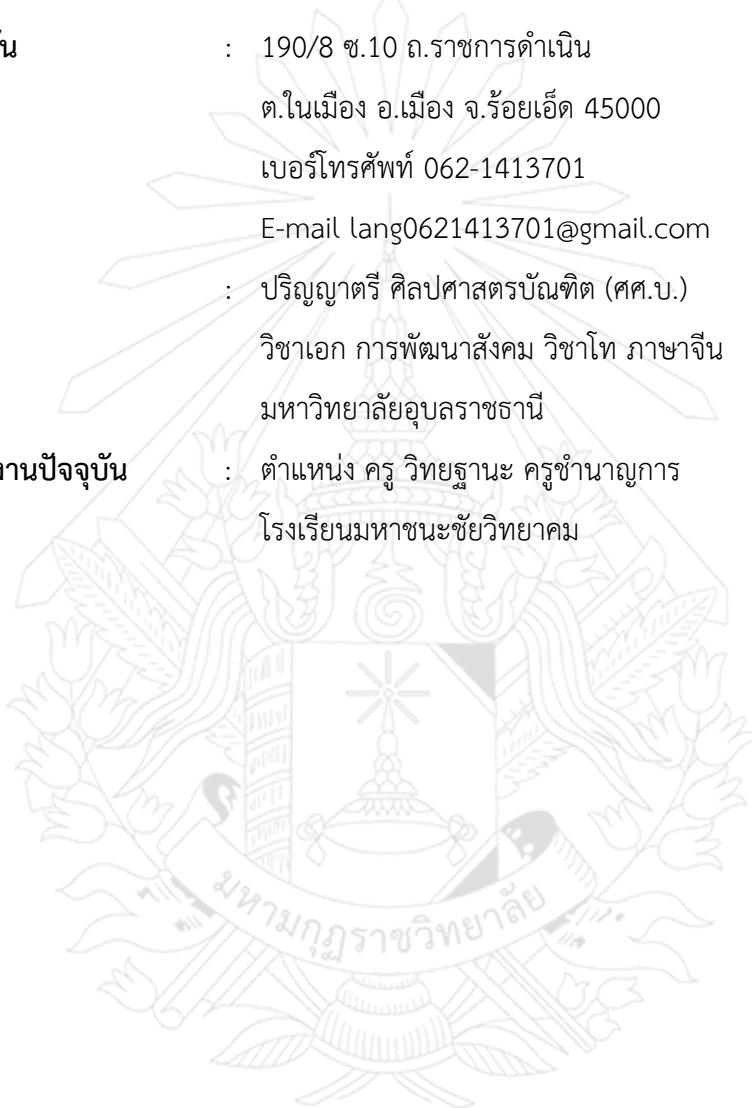 : 190/8 ซ.10 ถ.ราชการดำเนิน
ต.ในเมือง อ.เมือง จ.ร้อยเอ็ด 45000
เบอร์โทรศัพท์ 062-1413701
E-mail lang0621413701@gmail.com
: ปริญญาตรี ศิลปศาสตรบัณฑิต (ศศ.บ.)
วิชาเอก การพัฒนาสังคม วิชาโท ภาษาจีน
มหาวิทยาลัยอุบลราชธานี
งานปัจจุบัน : ตำแหน่ง ครู วิทยฐานะ ครูชำนาญการ
โรงเรียนมหาชนะชัยวิทยาคม
มหามกุฏราชวิทยาลัย